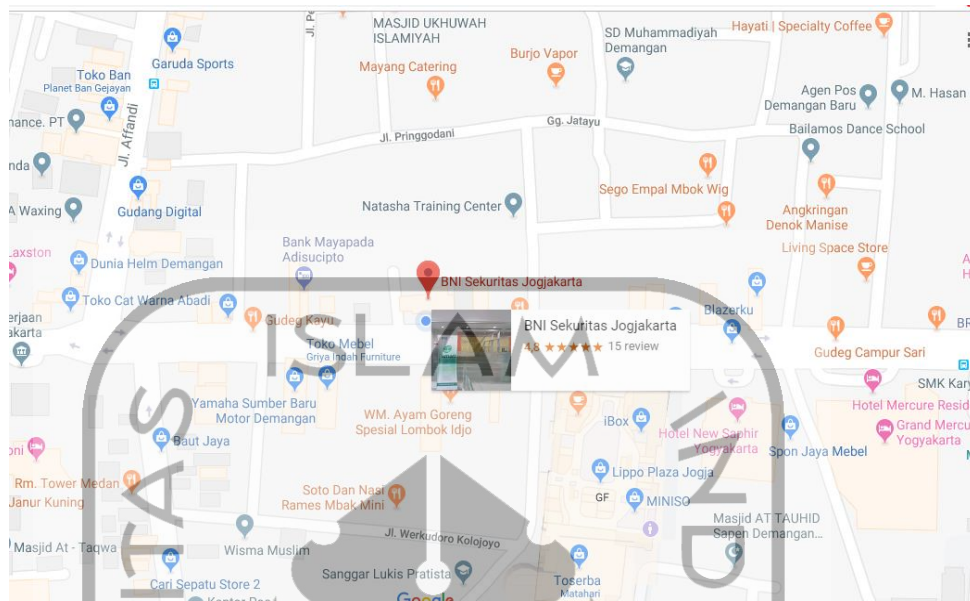 MASJID UKHUWAH
ISLAMIYAH
SD Muhammadiyah
Demangan
Hayati | Specialty Coffee
Garuda Sports
Mayang Catering
Burjo Vapor
Toko Ban
Planet Ban Gejayan
Agen Pos
Demangan Baru
M. Hasan
nance. PT
Jl. Affandi
Jl. Pringgodani
Gg. Jatayu
Bailamos Dance School
nda
Sego Empal Mbok Wig
A Waxing
Gudang Digital
Natasha Training Center
Angkringan
Denok Manise
Bank Mayapada
Adisucipto
Living Space Store
Laxston
Dunia Helm Demangan
BNI Sekuritas Jogjakarta
Toko Cat Warna Abadi
Gudeg Kayu
Blazerku
BNI Sekuritas Jogjakarta
4,8 ★★★★★ 15 review
erjaan
akarta
Toko Mebel
Griya Indah Furniture
BR
Gudeg Campur Sari
ISLAM
SMK Kary
Yamaha Sumber Baru
Motor Demangan
WM. Ayam Goreng
Spesial Lombok Idjo
iBox
Hotel New Saphir
Yogyakarta
Hotel Mercure Resid
Grand Mercu
Yogyakarta
Baut Jaya
Spon Jaya Mebel
oni
Rm. Tower Medan
Janur Kuning
Lippo Plaza Jogja
GF
MINISO
Soto Dan Nasi
Rames Mbak Mini
Masjid AT TAUHID
Sapen Demangan...
ITAS
IND
Masjid At - Taqwa
Wisma Muslim
Jl. Werkudoro Kolojoyo
Cari Sepatu Store 2
Sanggar Lukis Pratista
Toserba
Matahari
Google